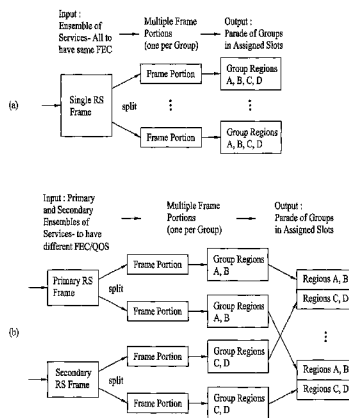 Input :
Ensemble of
Services- All to
have same FEC
Multiple Frame
Portions
(one per Group)
Output :
Parade of Groups
in Assigned Slots
(a)
Single RS
Frame
split
Frame Portion
Group Regions
A, B, C, D
Frame Portion
Group Regions
A, B, C, D
Input : Primary
and Secondary
Ensembles of
Services- to have
different FEC/QOS
Multiple Frame
Portions
(one per Group)
Output :
Parade of Groups
in Assigned Slots
(b)
Primary RS
Frame
split
Frame Portion
Group Regions
A, B
Regions A, B
Regions C, D
Frame Portion
Group Regions
A, B
Secondary
RS Frame
split
Frame Portion
Group Regions
C, D
Regions A, B
Regions C, D
Frame Portion
Group Regions
C, D